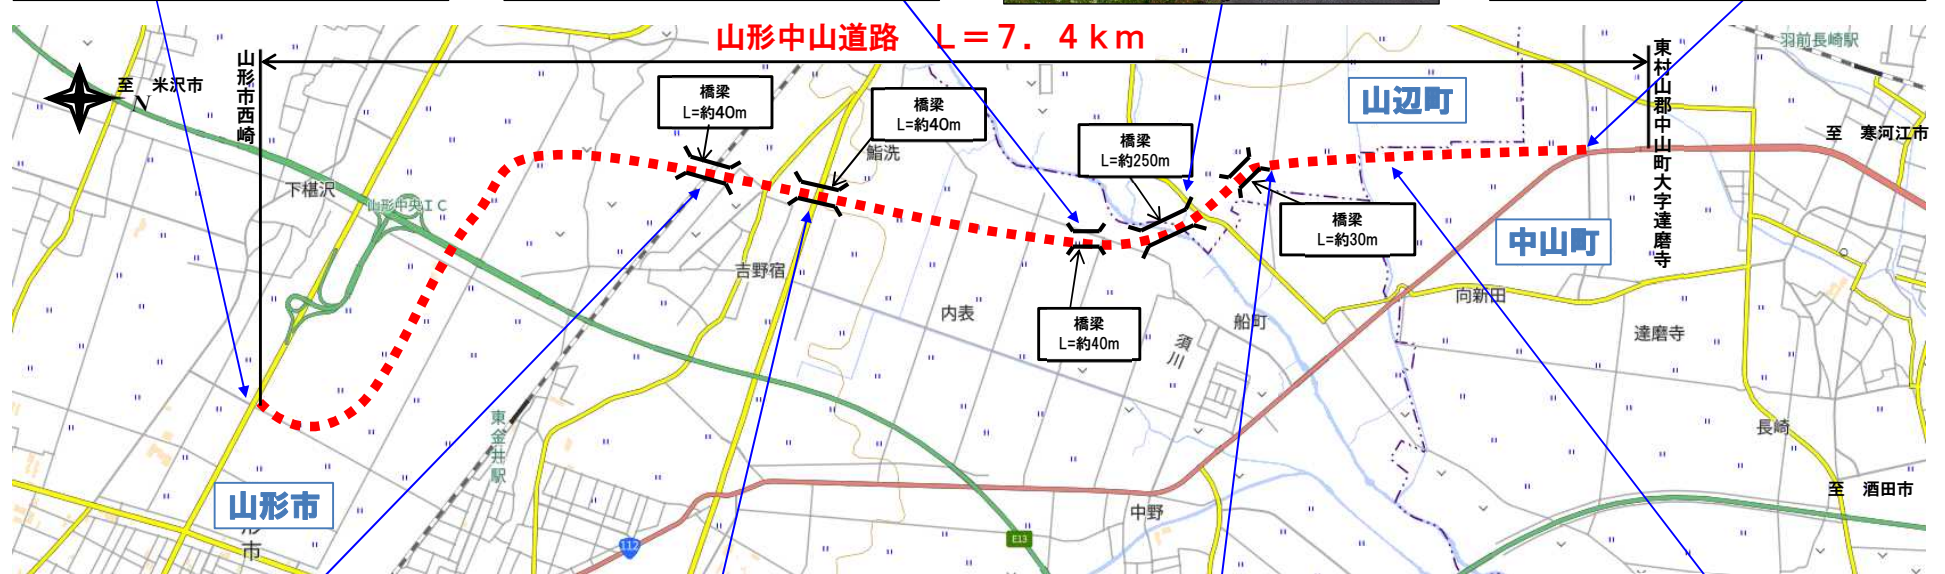 山形中山道路　L＝7．4km
羽前長崎駅
至　米沢市
N
山形市西崎
橋梁
L=約40m
橋梁
L=約40m
山辺町
東村山郡中山町大字達磨寺
至　寒河江市
橋梁
L=約250m
鮨洗
下椹沢
山形中央IC
橋梁
L=約30m
中山町
吉野宿
内表
橋梁
L=約40m
船町
須川
向新田
達磨寺
東金井駅
長崎
山形市
形市
至　酒田市
中野
112
E13